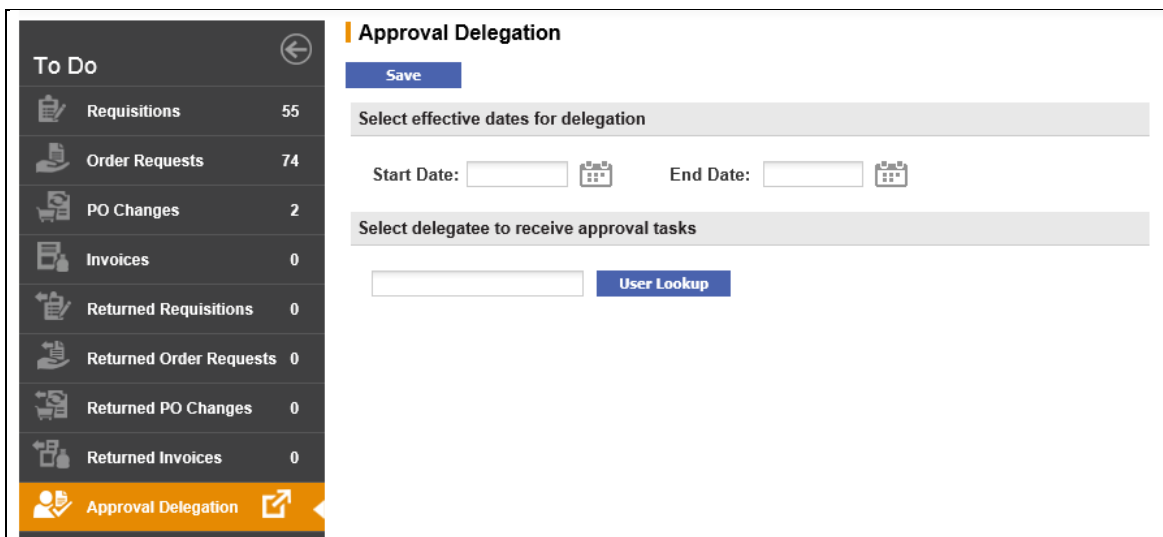 To Do
Requisitions 55
Order Requests 74
PO Changes 2
Invoices 0
Returned Requisitions 0
Returned Order Requests 0
Returned PO Changes 0
Returned Invoices 0
Approval Delegation
Approval Delegation
Save
Select effective dates for delegation
Start Date: End Date:
Select delegatee to receive approval tasks
User Lookup